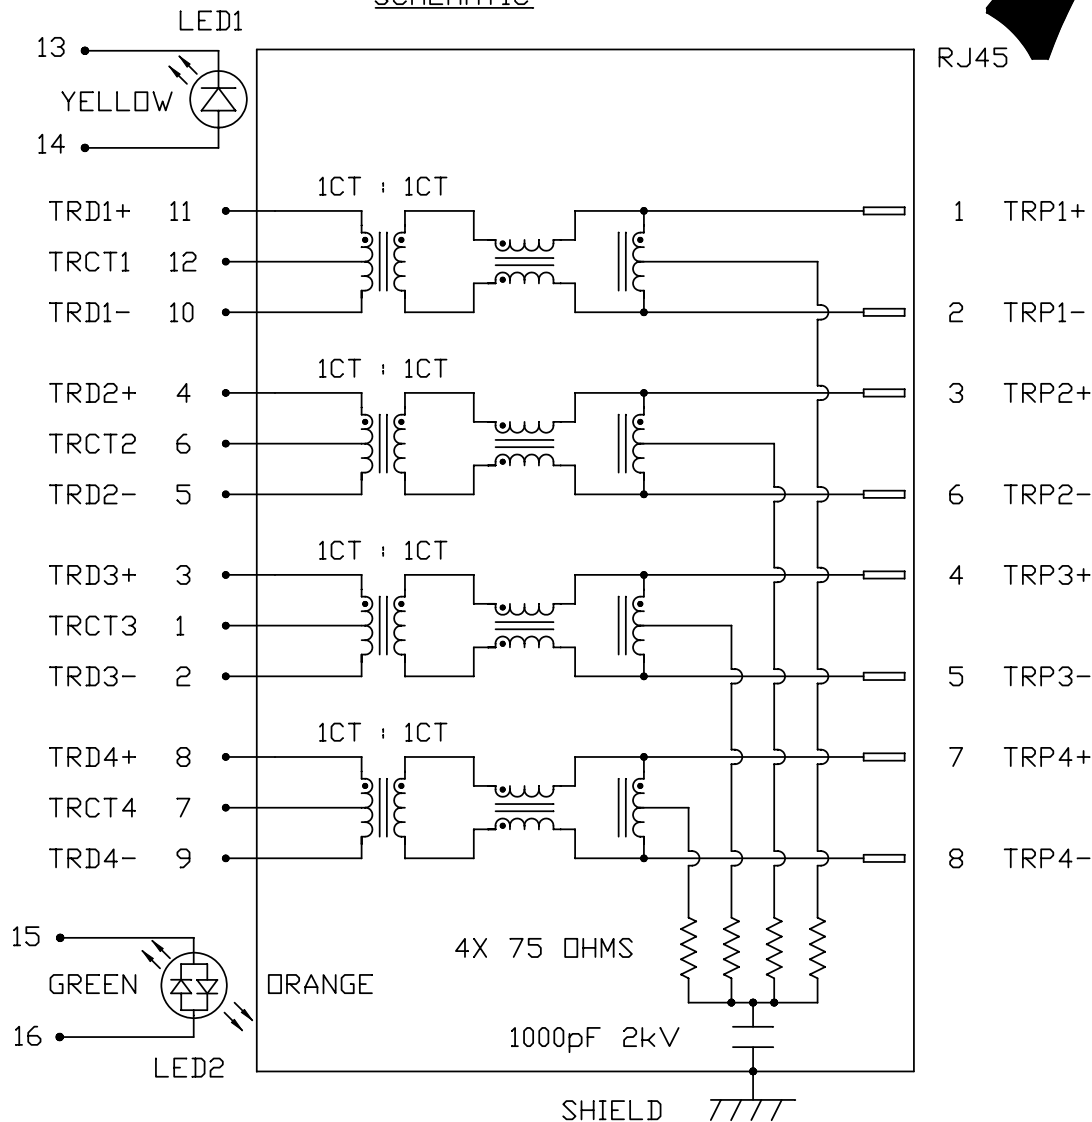 SCHEMATIC
LED1
13
RJ45
YELLOW
14
1CT : 1CT
TRD1+ 11 1 TRP1+
TRCT1 12
TRD1- 10 2 TRP1-
1CT : 1CT
TRD2+ 4 3 TRP2+
TRCT2 6
TRD2- 5 6 TRP2-
1CT : 1CT
TRD3+ 3 4 TRP3+
TRCT3 1
TRD3- 2 5 TRP3-
1CT : 1CT
TRD4+ 8 7 TRP4+
TRCT4 7
TRD4- 9 8 TRP4-
15
4X 75 OHMS
GREEN ORANGE
16
1000pF 2kV
LED2
SHIELD